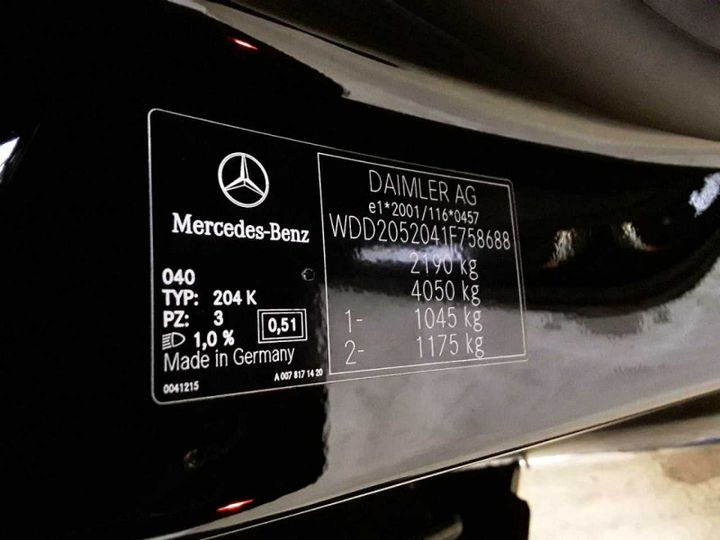 Mercedes-Benz
040
TYP: 204 K
PZ: 3
1,0 %
0,51
Made in Germany
0041215
A 007 817 14 20
DAIMLER AG
e1*2001/116*0457
WDD2052041F758688
2190 kg
4050 kg
1- 1045 kg
2- 1175 kg